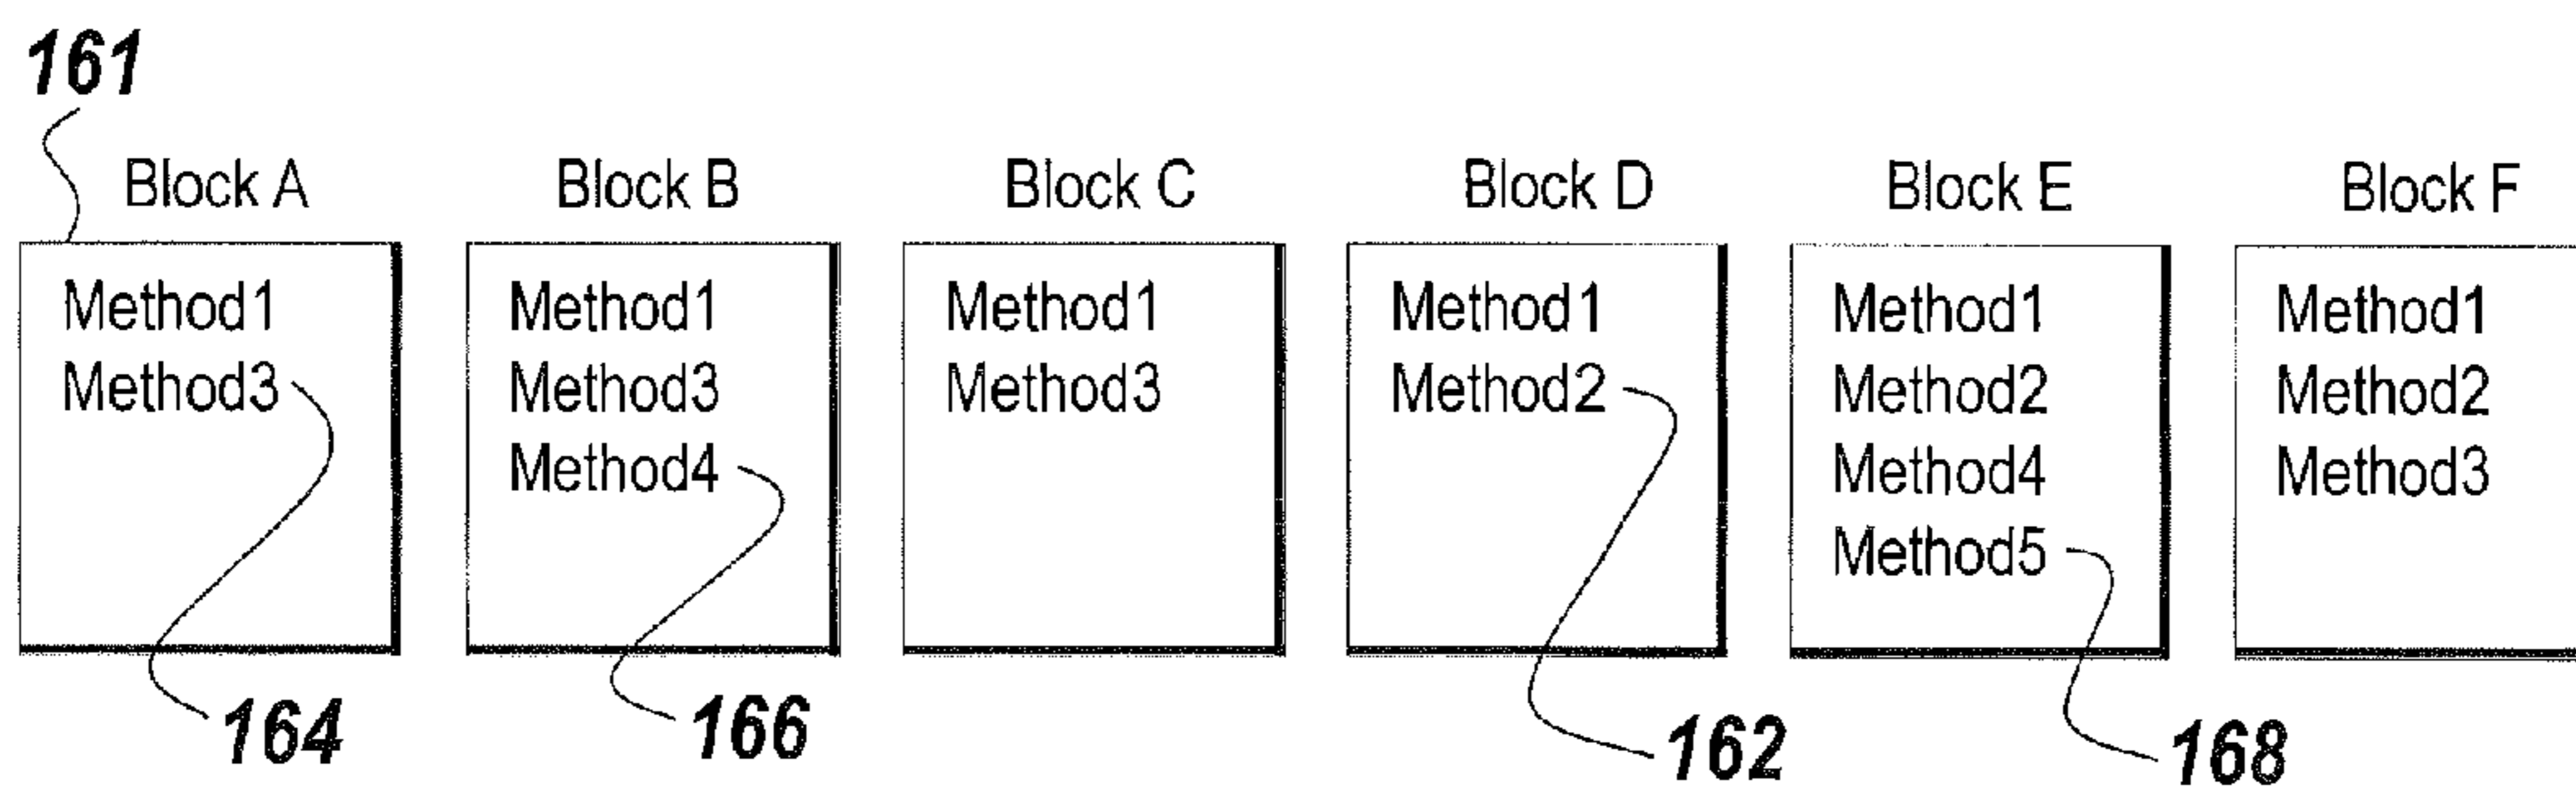 161
Block A Block B Block C Block D Block E Block F
Method1 Method1 Method1 Method1 Method1 Method1
Method3 Method3 Method3 Method2 Method2 Method2
Method4 Method4 Method3
Method5
164 166 162 168